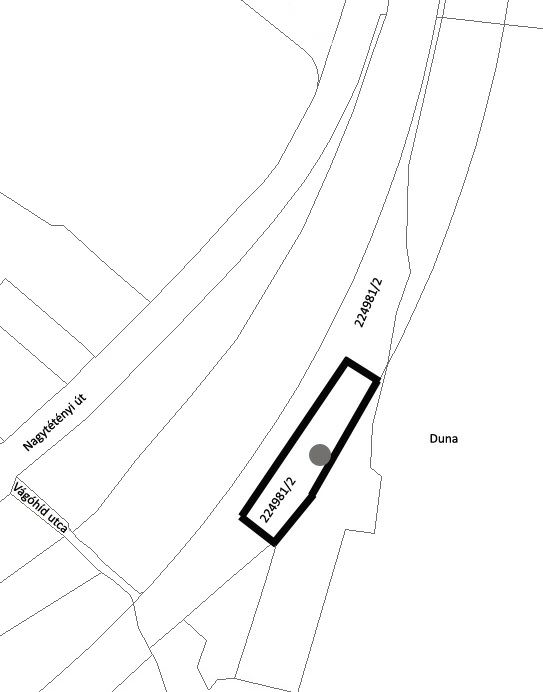 224981/2
Nagytétényi út
Duna
224981/2
Vágóhíd utca